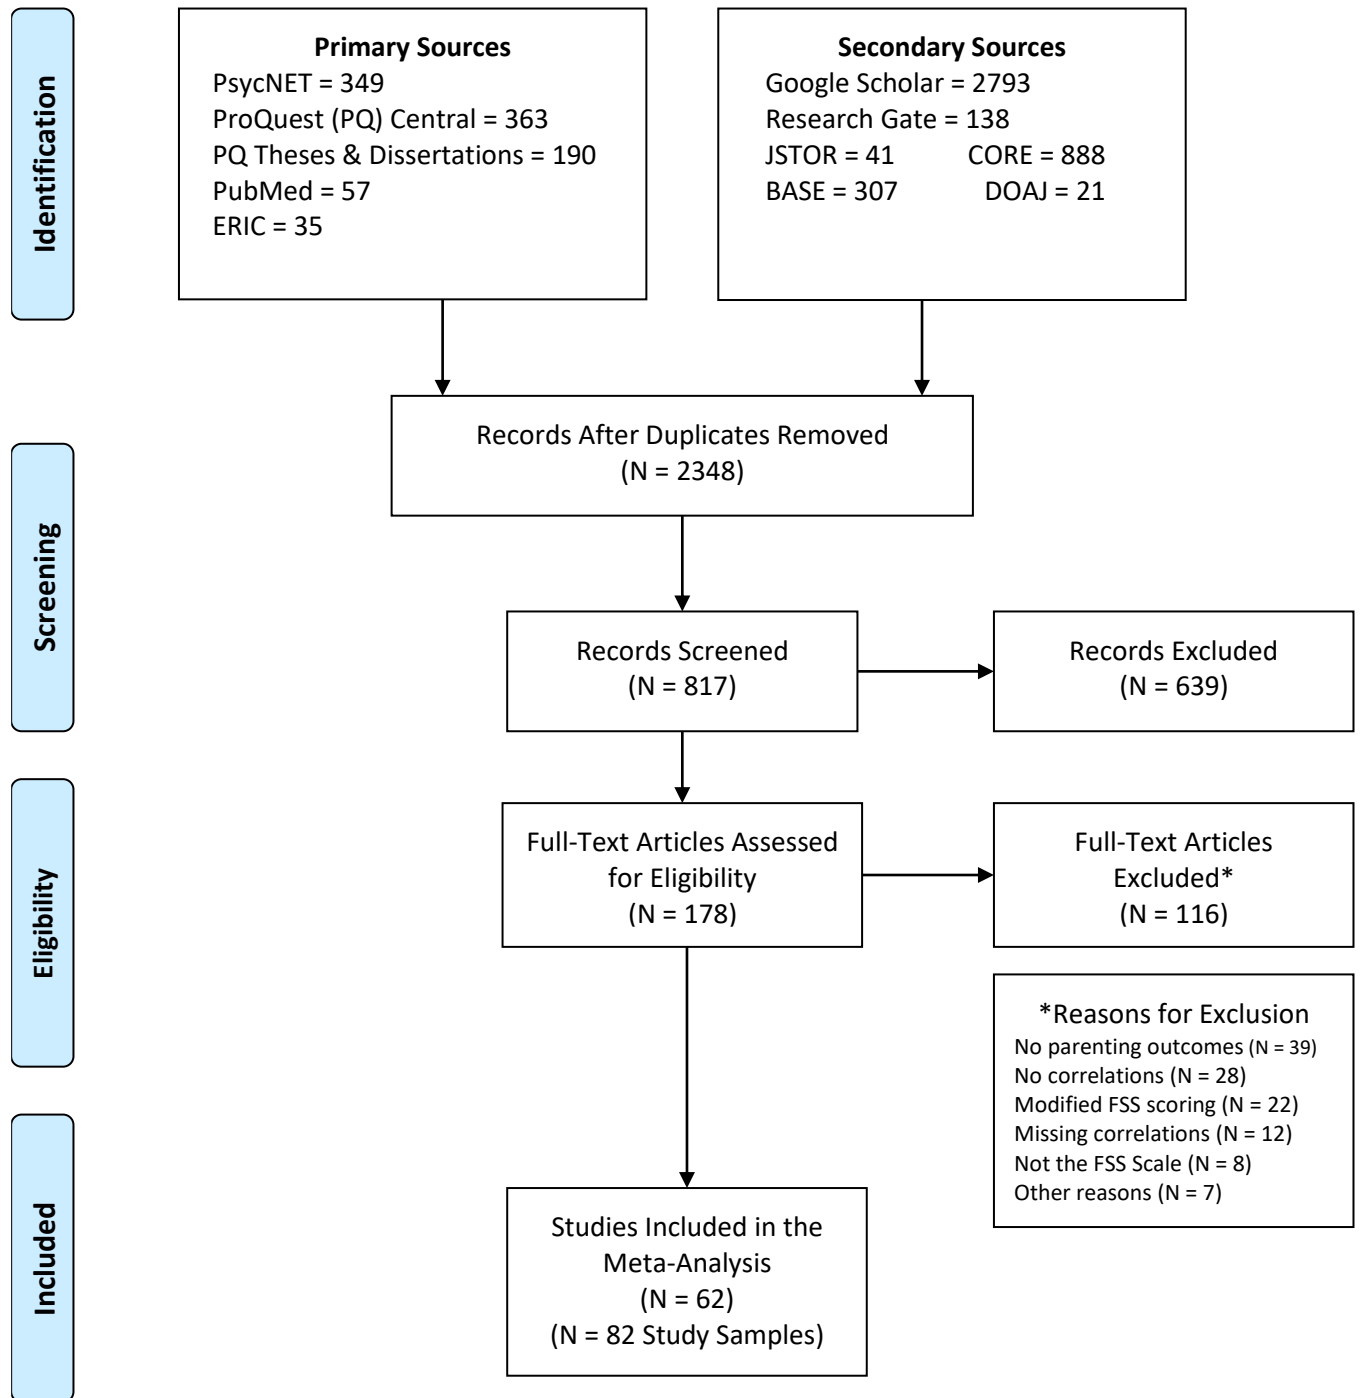 Identification
Primary Sources
PsycNET = 349
ProQuest (PQ) Central = 363
PQ Theses & Dissertations = 190
PubMed = 57
ERIC = 35
Secondary Sources
Google Scholar = 2793
Research Gate = 138
JSTOR = 41 CORE = 888
BASE = 307 DOAJ = 21
Records After Duplicates Removed
(N = 2348)
Screening
Records Screened
(N = 817)
Records Excluded
(N = 639)
Eligibility
Full-Text Articles Assessed
for Eligibility
(N = 178)
Full-Text Articles
Excluded*
(N = 116)
*Reasons for Exclusion
No parenting outcomes (N = 39)
No correlations (N = 28)
Modified FSS scoring (N = 22)
Missing correlations (N = 12)
Not the FSS Scale (N = 8)
Other reasons (N = 7)
Included
Studies Included in the
Meta-Analysis
(N = 62)
(N = 82 Study Samples)